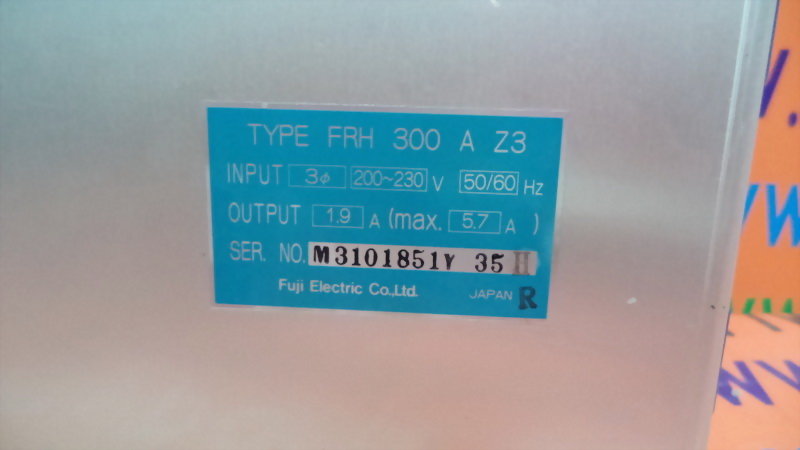 TYPE FRH 300 A Z3
INPUT 3φ 200~230 V 50/60 Hz
OUTPUT 1.9 A (max. 5.7 A )
SER. NO. M3101851Y 35 H
Fuji Electric Co.,Ltd. JAPAN R